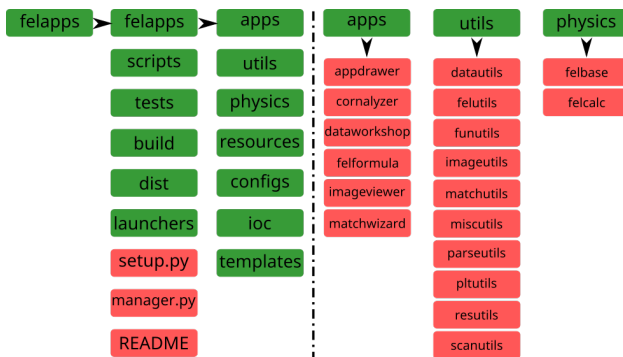 felapps
felapps
scripts
tests
build
dist
launchers
setup.py
manager.py
README
apps
utils
physics
resources
configs
ioc
templates
apps
appdrawer
cornalyzer
dataworkshop
felformula
imageviewer
matchwizard
utils
datautils
felutils
funutils
imageutils
matchutils
miscutils
parseutils
pltutils
resutils
scanutils
physics
felbase
felcalc